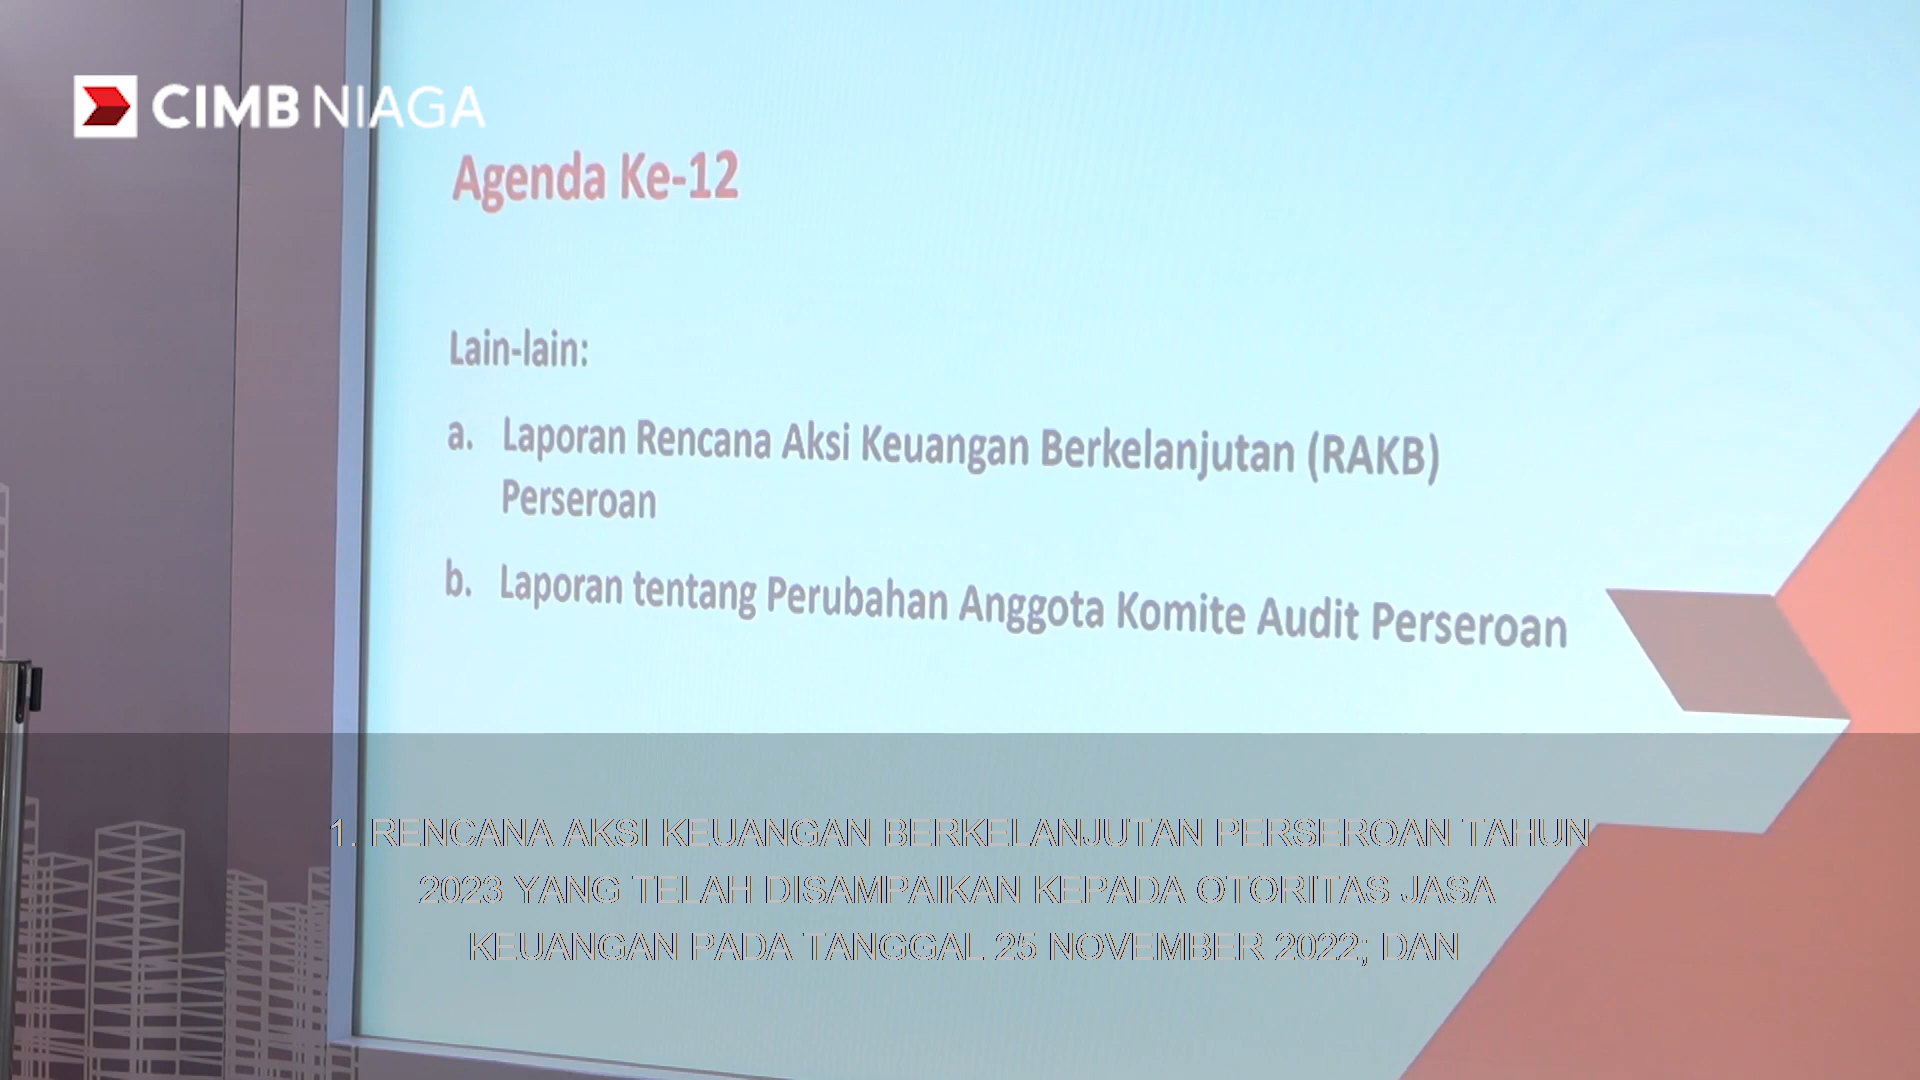 CIMB NIAGA
Agenda Ke-12
Lain-lain:
a. Laporan Rencana Aksi Keuangan Berkelanjutan (RAKB)
Perseroan
b. Laporan tentang Perubahan Anggota Komite Audit Perseroan
1. RENCANA AKSI KEUANGAN BERKELANJUTAN PERSEROAN TAHUN
2023 YANG TELAH DISAMPAIKAN KEPADA OTORITAS JASA
KEUANGAN PADA TANGGAL 25 NOVEMBER 2022; DAN